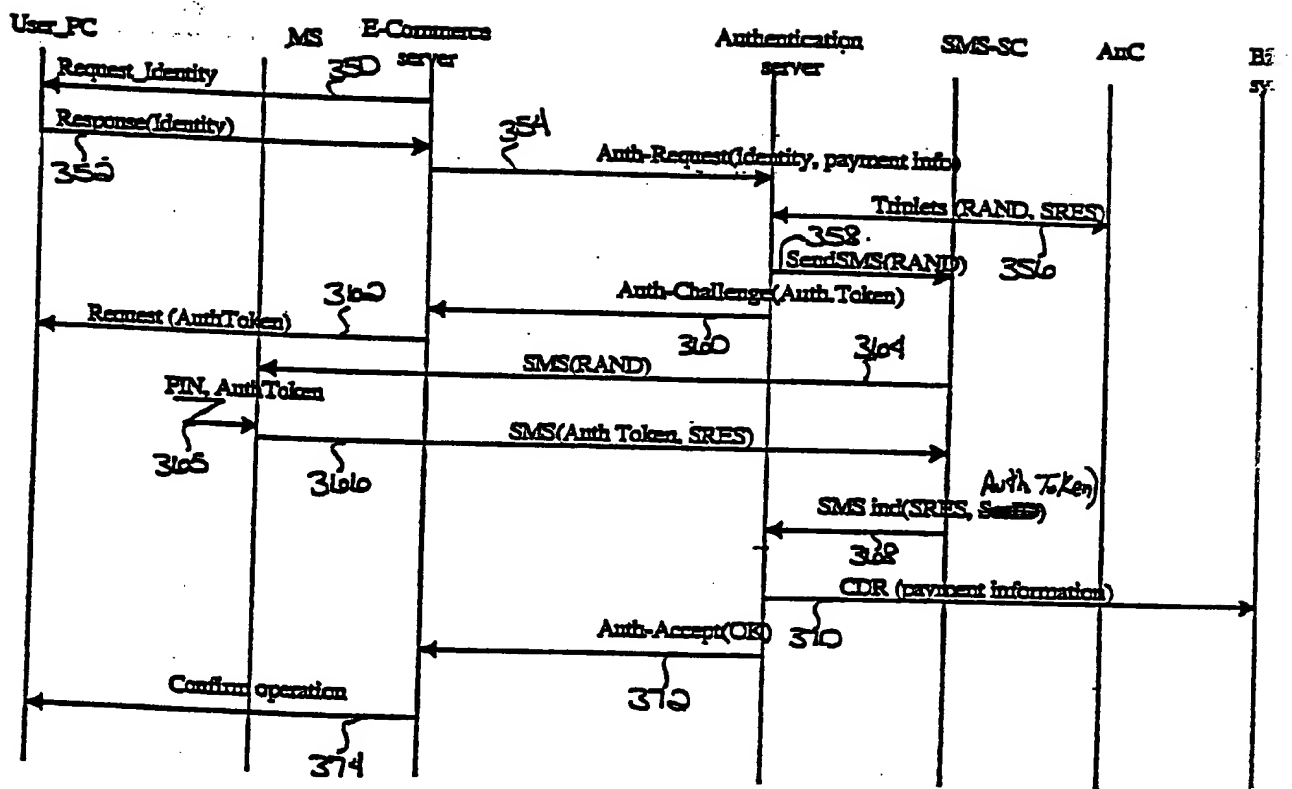 User_PC
MS
E-Commerce
server
Authentication
server
SMS-SC
AuC
Request_Identity
350
Response(Identity)
352
354
Auth-Request(Identity, payment info)
Triplets (RAND, SRES)
356
358
SendSMS(RAND)
Auth-Challenge(Auth.Token)
360
362
Request (AuthToken)
364
SMS(RAND)
PIN, AuthToken
365
SMS(Auth Token, SRES)
366
Auth Token)
SMS ind(SRES,
368
CDR (payment information)
370
Auth-Accept(OK)
372
Confirm operation
374